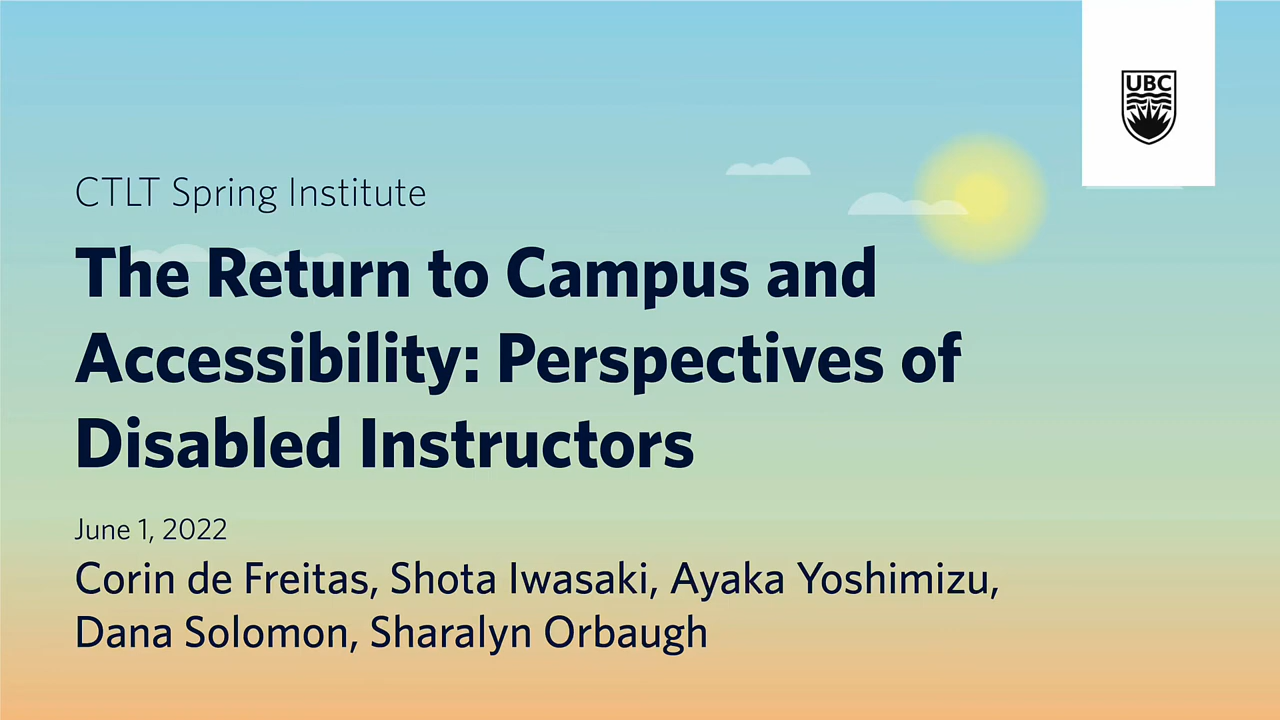 UBC
CTLT Spring Institute
The Return to Campus and
Accessibility: Perspectives of
Disabled Instructors
June 1, 2022
Corin de Freitas, Shota Iwasaki, Ayaka Yoshimizu,
Dana Solomon, Sharalyn Orbaugh